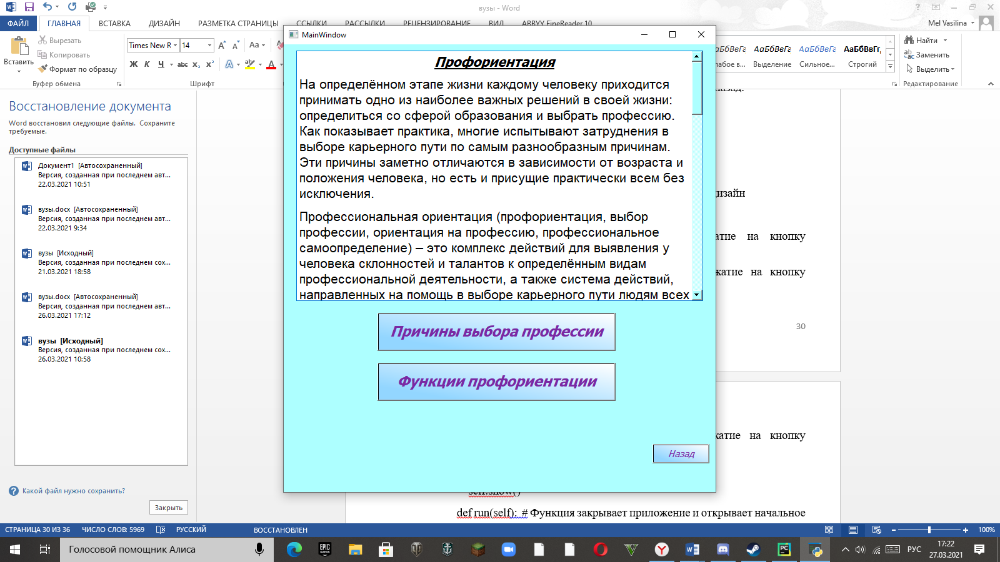 вузы - Word
ФАЙЛ ГЛАВНАЯ ВСТАВКА ДИЗАЙН РАЗМЕТКА СТРАНИЦЫ ССЫЛКИ РАССЫЛКИ РЕЦЕНЗИРОВАНИЕ ВИД ABBYY FineReader 10
Mel Vasilina
Вставить
Вырезать
Копировать
Формат по образцу
Буфер обмена
Times New R 14
Ж К Ч abc x₂ x²
Шрифт
АаБбВвГг АаБбВвГг АаБбВвГг АаБбВвГг,
Выделение Сильное... Строгий
Найти
Заменить
Выделить
Редактирование
Восстановление документа
Word восстановил следующие файлы. Сохраните
требуемые.
Доступные файлы
Документ1 [Автосохраненный]
Версия, созданная при последнем авт...
22.03.2021 10:51
вузы.docx [Автосохраненный]
Версия, созданная при последнем авт...
22.03.2021 9:34
вузы [Исходный]
Версия, созданная при последнем сох...
21.03.2021 18:58
вузы.docx [Автосохраненный]
Версия, созданная при последнем авт...
26.03.2021 17:12
вузы [Исходный]
Версия, созданная при последнем сох...
26.03.2021 10:58
Какой файл нужно сохранить?
Закрыть
MainWindow
Профориентация
На определённом этапе жизни каждому человеку приходится
принимать одно из наиболее важных решений в своей жизни:
определиться со сферой образования и выбрать профессию.
Как показывает практика, многие испытывают затруднения в
выборе карьерного пути по самым разнообразным причинам.
Эти причины заметно отличаются в зависимости от возраста и
положения человека, но есть и присущие практически всем без
исключения.
Профессиональная ориентация (профориентация, выбор
профессии, ориентация на профессию, профессиональное
самоопределение) – это комплекс действий для выявления у
человека склонностей и талантов к определённым видам
профессиональной деятельности, а также система действий,
направленных на помощь в выборе карьерного пути людям всех
Причины выбора профессии
Функции профориентации
Назад
назад.
дизайн
атие на кнопку
жатие на кнопку
30
жатие на кнопку
self.show()
def run(self): # Функция закрывает приложение и открывает начальное
СТРАНИЦА 30 ИЗ 36 ЧИСЛО СЛОВ: 5969 РУССКИЙ ВОССТАНОВЛЕН 100%
Голосовой помощник Алиса
EPIC GAMES
PC
РУС
17:22
27.03.2021